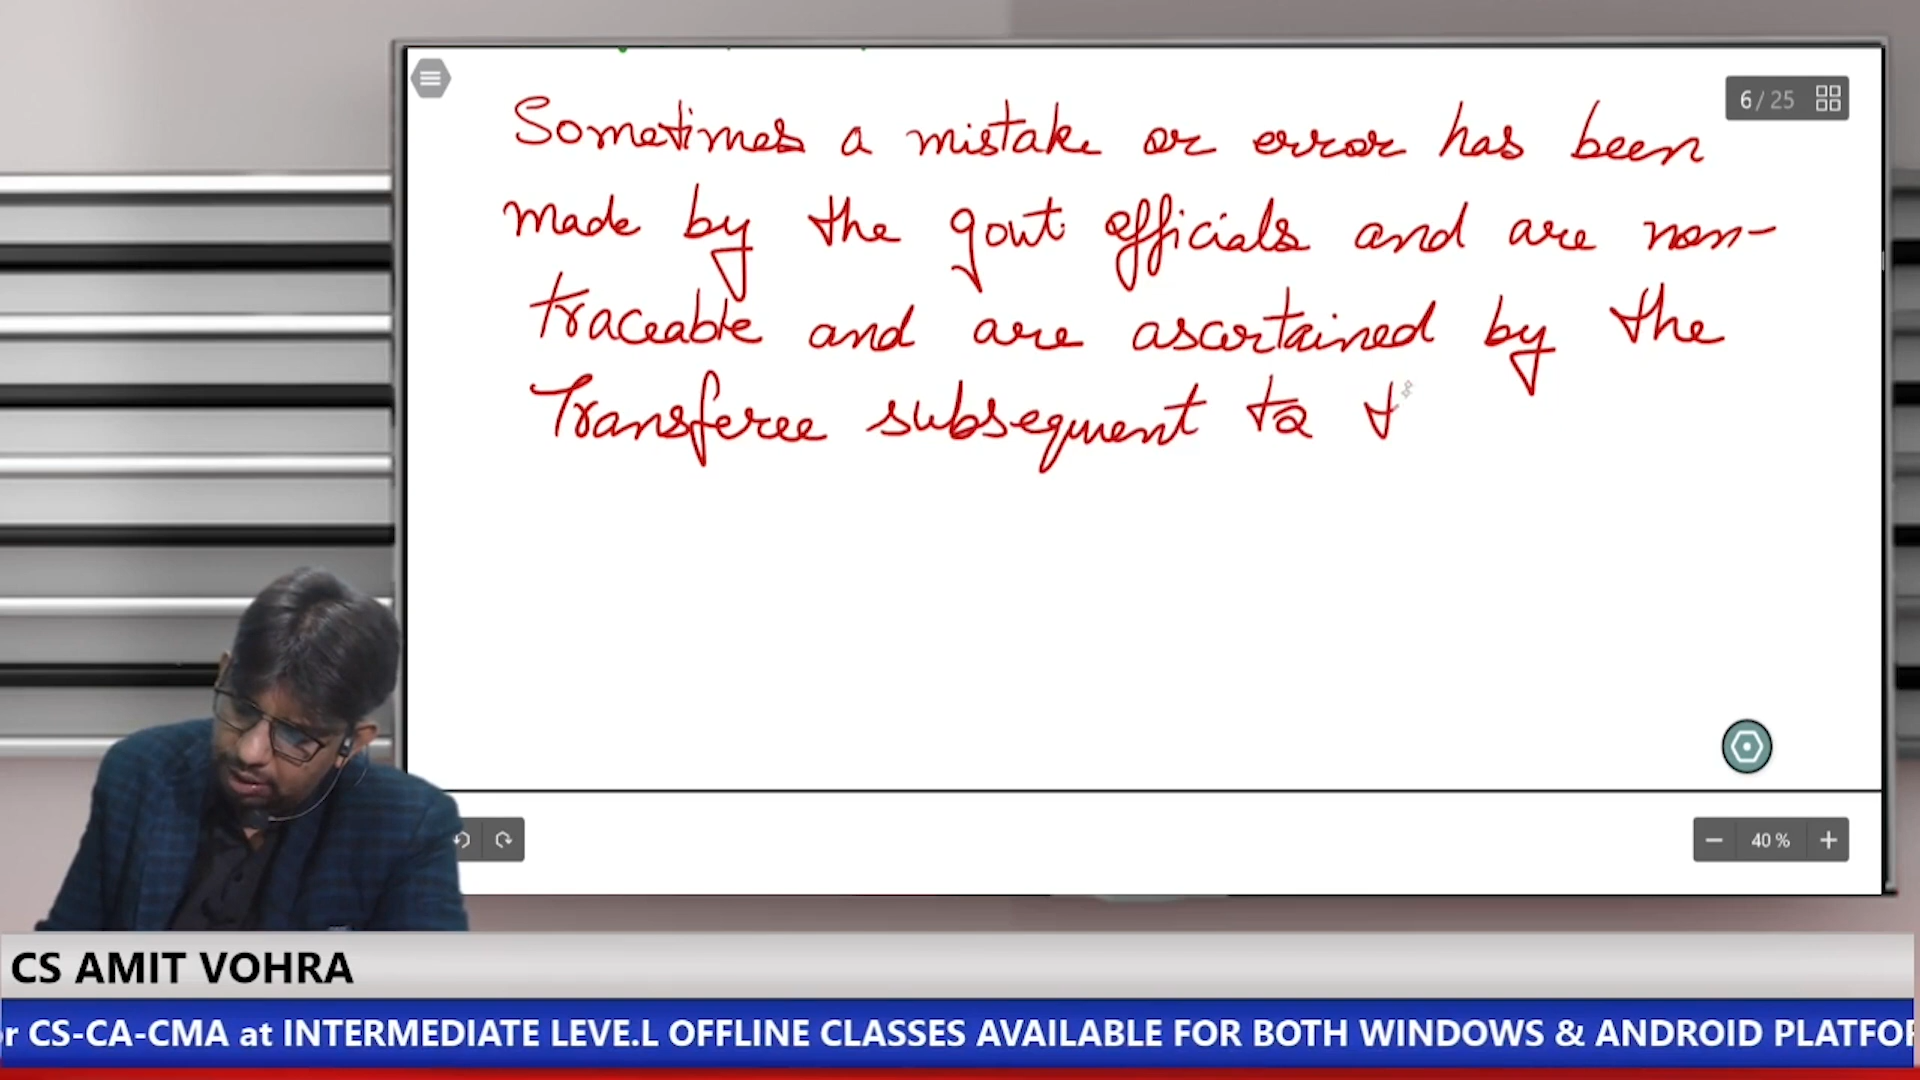 Sometimes a mistake or error has been
6/25
made by the govt officials and are non-
traceable and are ascertained by the
Transferee subsequent to t
40 %
CS AMIT VOHRA
r CS-CA-CMA at INTERMEDIATE LEVE.L OFFLINE CLASSES AVAILABLE FOR BOTH WINDOWS & ANDROID PLATFOR